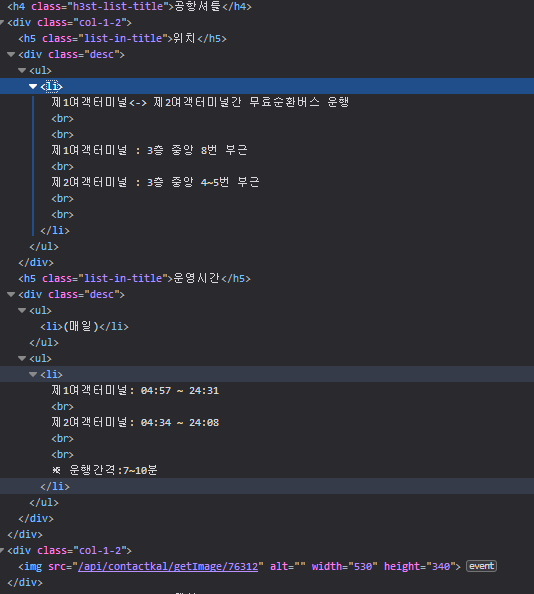 <h4 class="h3st-list-title">공항셔틀</h4>
<div class="col-1-2">
<h5 class="list-in-title">위치</h5>
<div class="desc">
<ul>
<li>
제1여객터미널<-> 제2여객터미널간 무료순환버스 운행
<br>
<br>
제1여객터미널 : 3층 중앙 8번 부근
<br>
제2여객터미널 : 3층 중앙 4~5번 부근
<br>
<br>
</li>
</ul>
</div>
<h5 class="list-in-title">운영시간</h5>
<div class="desc">
<ul>
<li>(매일)</li>
</ul>
<ul>
<li>
제1여객터미널: 04:57 ~ 24:31
<br>
제2여객터미널: 04:34 ~ 24:08
<br>
<br>
※ 운행간격:7~10분
</li>
</ul>
</div>
</div>
<div class="col-1-2">
<img src="/api/contactkal/getImage/76312" alt="" width="530" height="340"> event
</div>